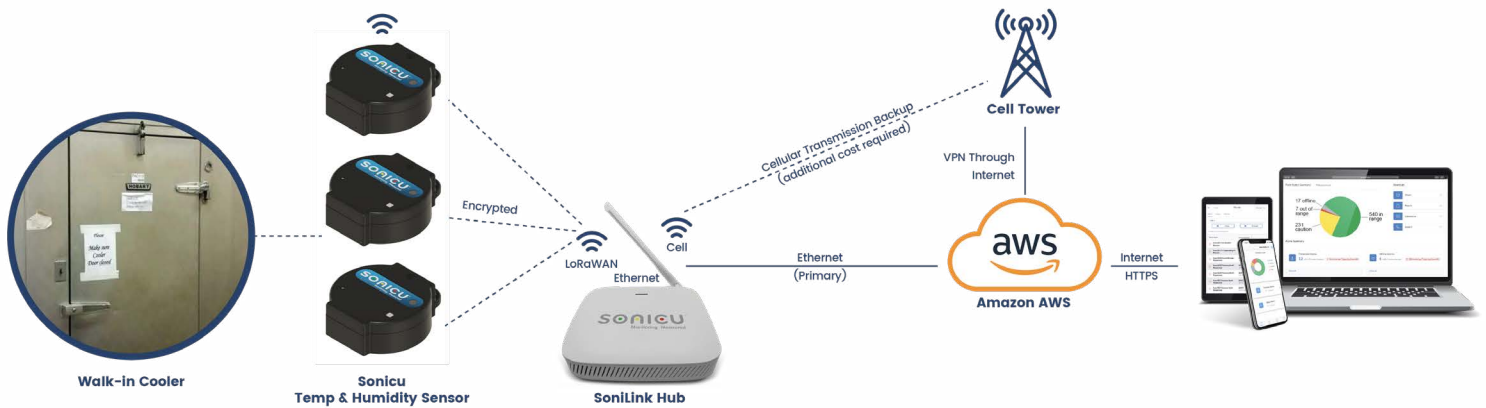 HOBART
Please
Make sure
Cooler
Door closed
Walk-in Cooler
SONICU
SONICU
SONICU
Sonicu
Temp & Humidity Sensor
Encrypted
LoRaWAN
Ethernet
Cell
SONICU
SoniLink Hub
Cellular Transmission Backup
(additional cost required)
Ethernet
(Primary)
Cell Tower
VPN Through
Internet
aws
Amazon AWS
Internet
HTTPS
17 offline
7 out of
range
231
caution
540 in
range